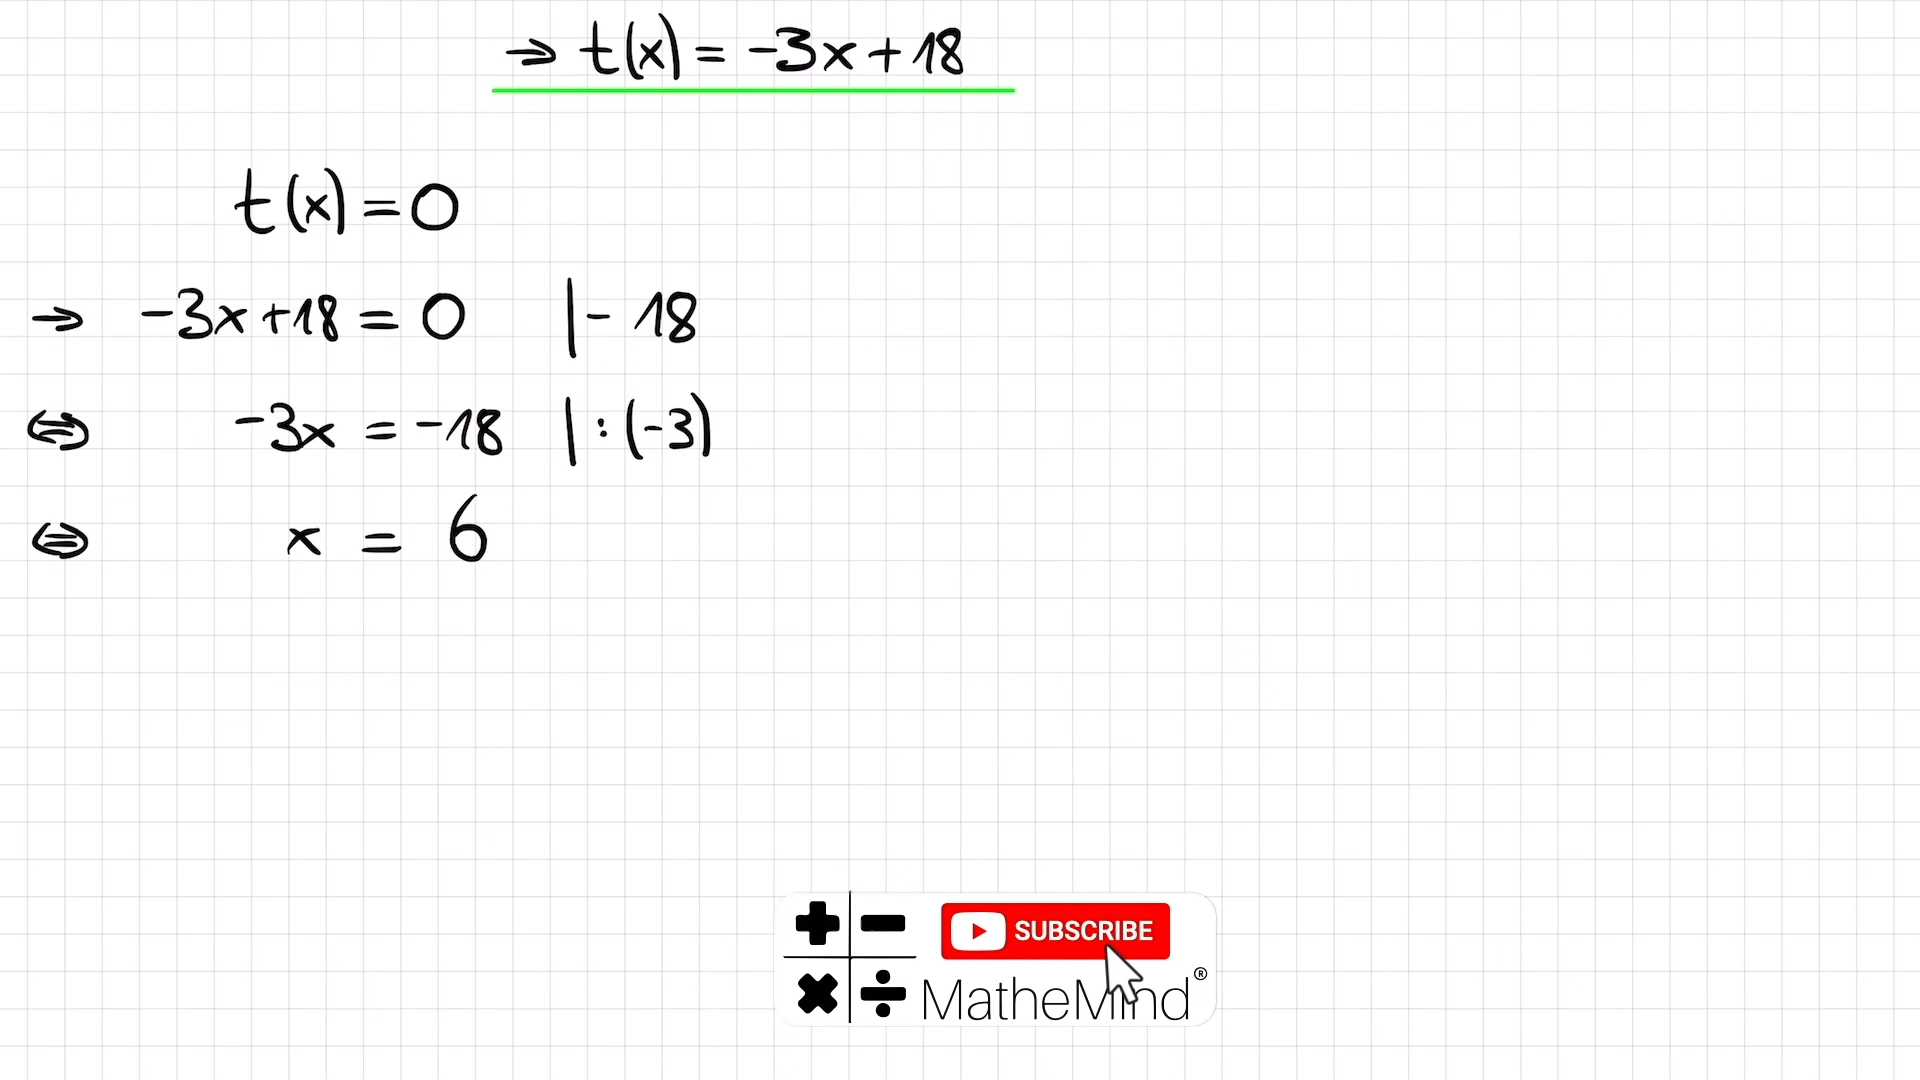 ⇒ t(x) = -3x + 18
t(x) = 0
⇒ -3x + 18 = 0 | - 18
⇔ -3x = -18 | : (-3)
⇔ x = 6
SUBSCRIBE
MatheMind®